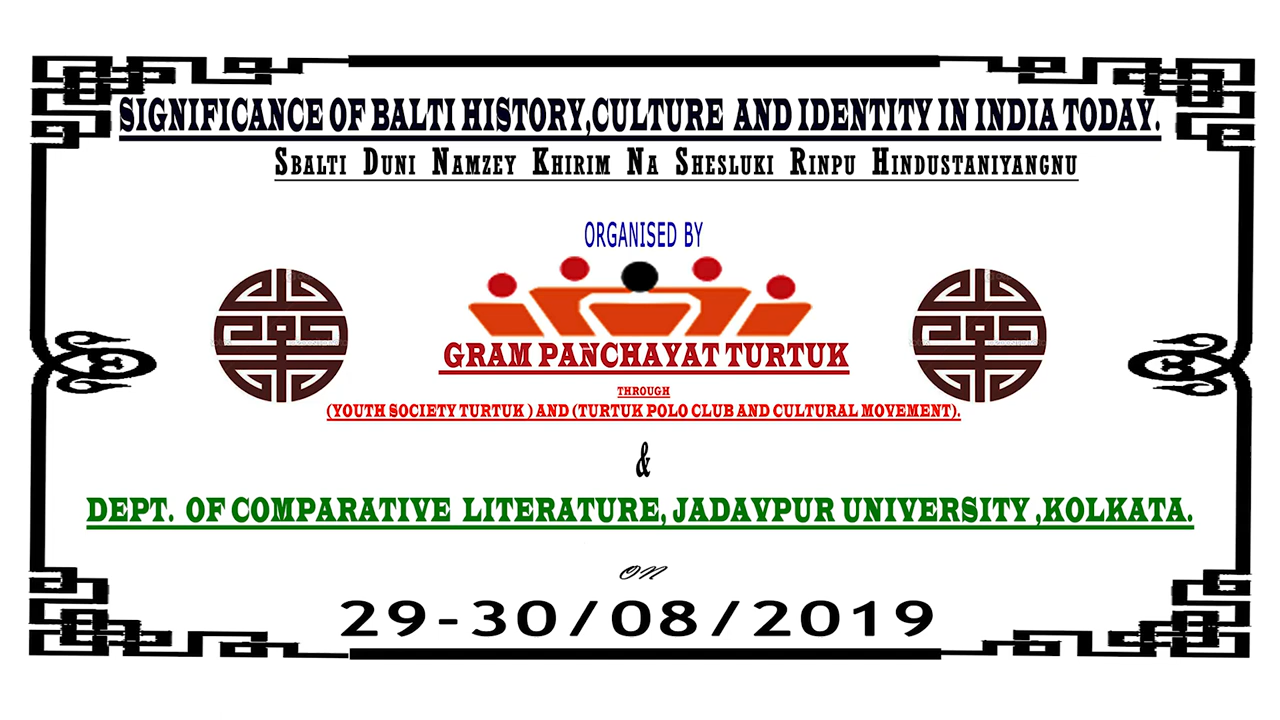 SIGNIFICANCE OF BALTI HISTORY,CULTURE AND IDENTITY IN INDIA TODAY.
SBALTI DUNI NAMZEY KHIRIM NA SHESLUKI RINPU HINDUSTANIYANGNU
ORGANISED BY
GRAM PANCHAYAT TURTUK
THROUGH
(YOUTH SOCIETY TURTUK ) AND (TURTUK POLO CLUB AND CULTURAL MOVEMENT).
&
DEPT. OF COMPARATIVE LITERATURE, JADAVPUR UNIVERSITY ,KOLKATA.
ON
29-30/08/2019